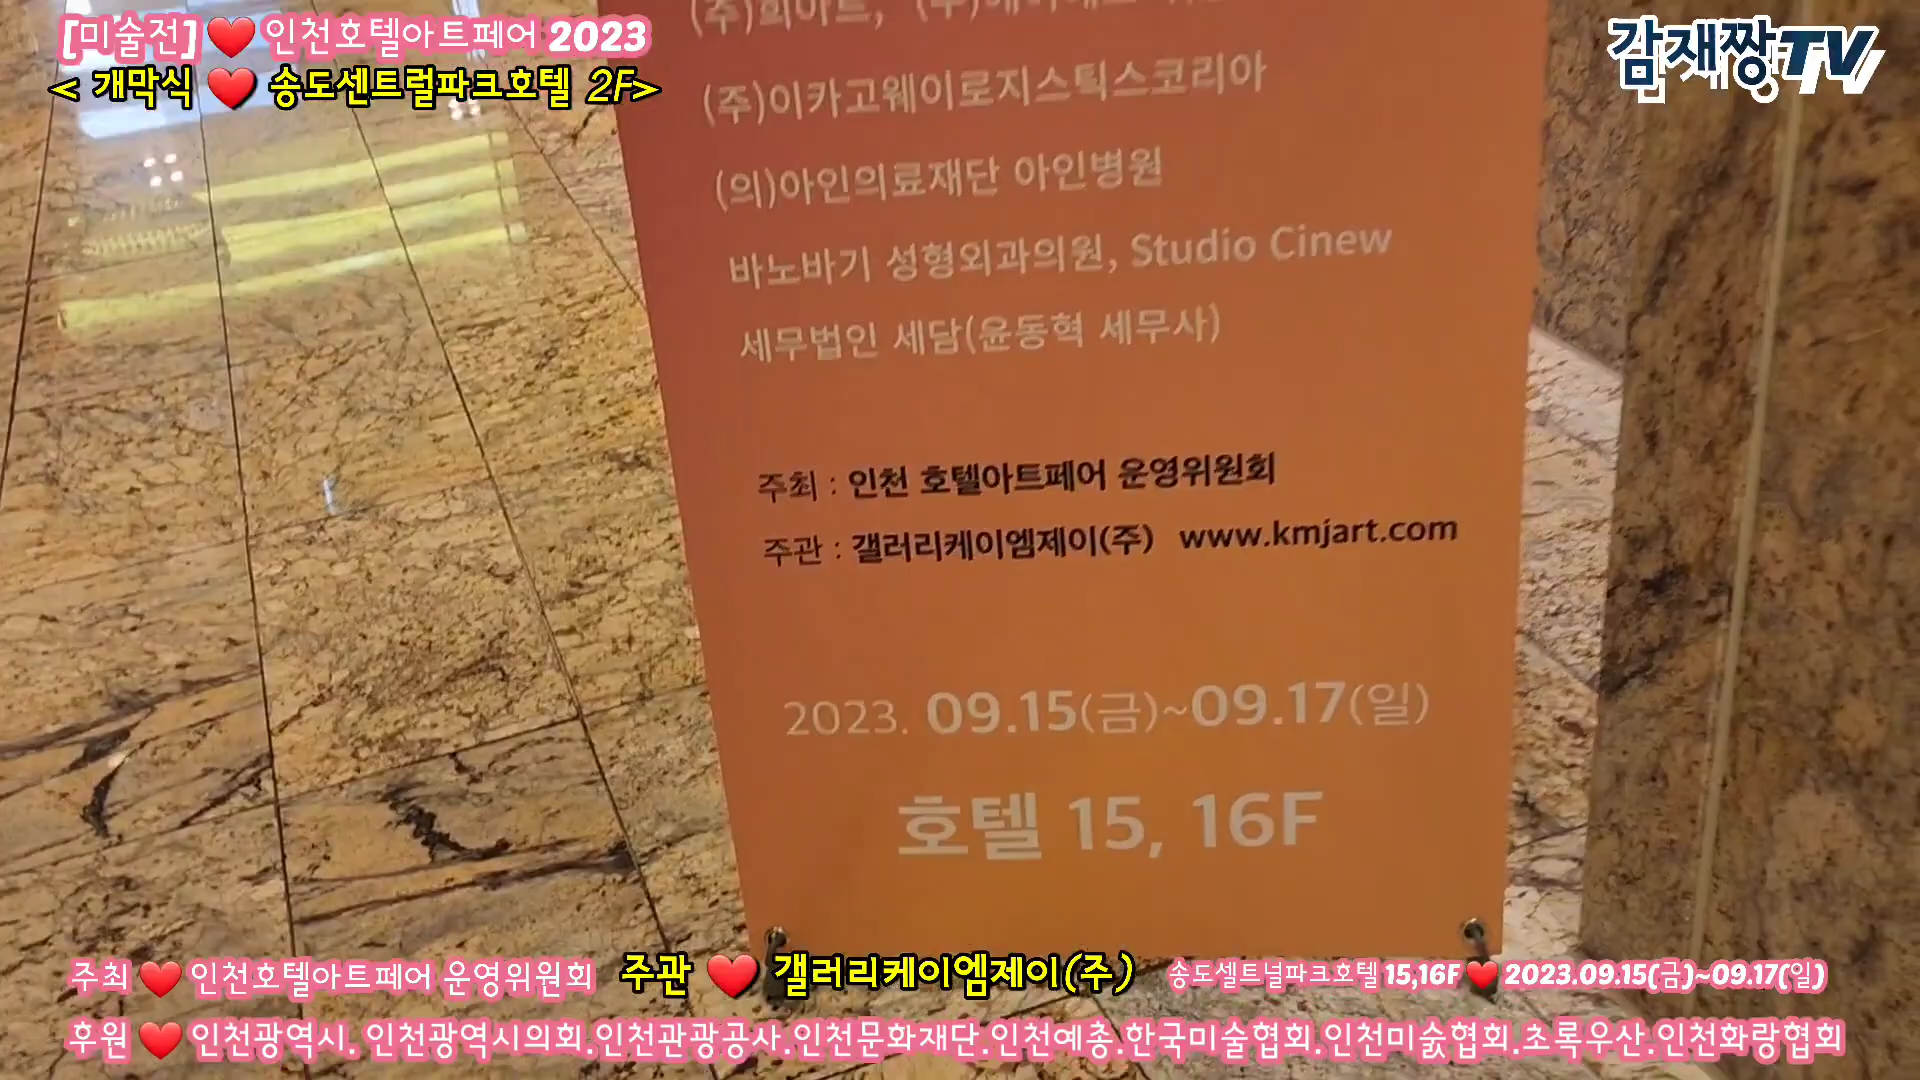 [미술전]❤️인천호텔아트페어 2023
< 개막식 ❤️ 송도센트럴파크호텔 2F>
감재짱TV
(주)이카고웨이로지스틱스코리아
(의)아인의료재단 아인병원
바노바기 성형외과의원, Studio Cinew
세무법인 세담(윤동혁 세무사)
주최 : 인천 호텔아트페어 운영위원회
주관 : 갤러리케이엠제이(주) www.kmjart.com
2023. 09.15(금)~09.17(일)
호텔 15, 16F
주최 ❤️ 인천호텔아트페어 운영위원회 주관 ❤️ 갤러리케이엠제이(주) 송도셀트널파크호텔 15,16F❤️2023.09.15(금)~09.17(일)
후원 ❤️ 인천광역시. 인천광역시의회.인천관광공사.인천문화재단.인천예총.한국미술협회.인천미숤협회.초록우산.인천화랑협회